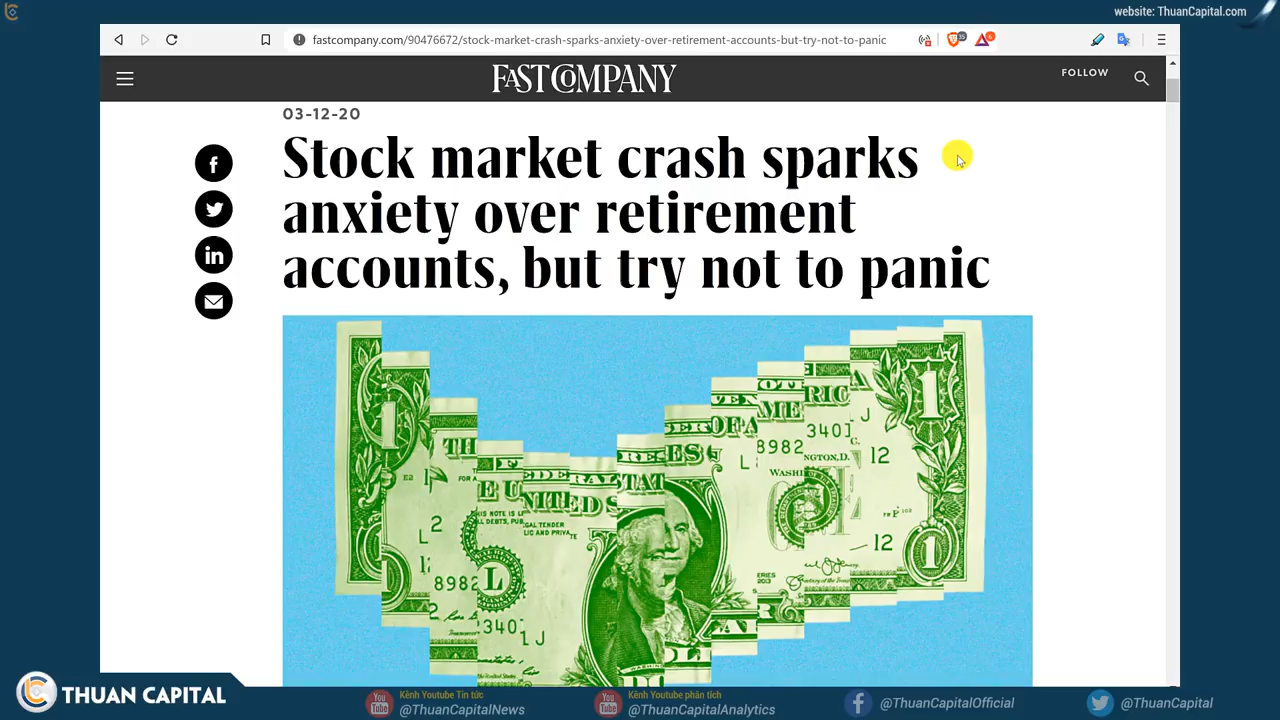 website: ThuanCapital.com
fastcompany.com/90476672/stock-market-crash-sparks-anxiety-over-retirement-accounts-but-try-not-to-panic
35
6
FAST COMPANY
FOLLOW
03-12-20
Stock market crash sparks
anxiety over retirement
accounts, but try not to panic
THUAN CAPITAL
Kênh Youtube Tin tức
@ThuanCapitalNews
Kênh Youtube phân tích
@ThuanCapitalAnalytics
@ThuanCapitalOfficial
@ThuanCapital